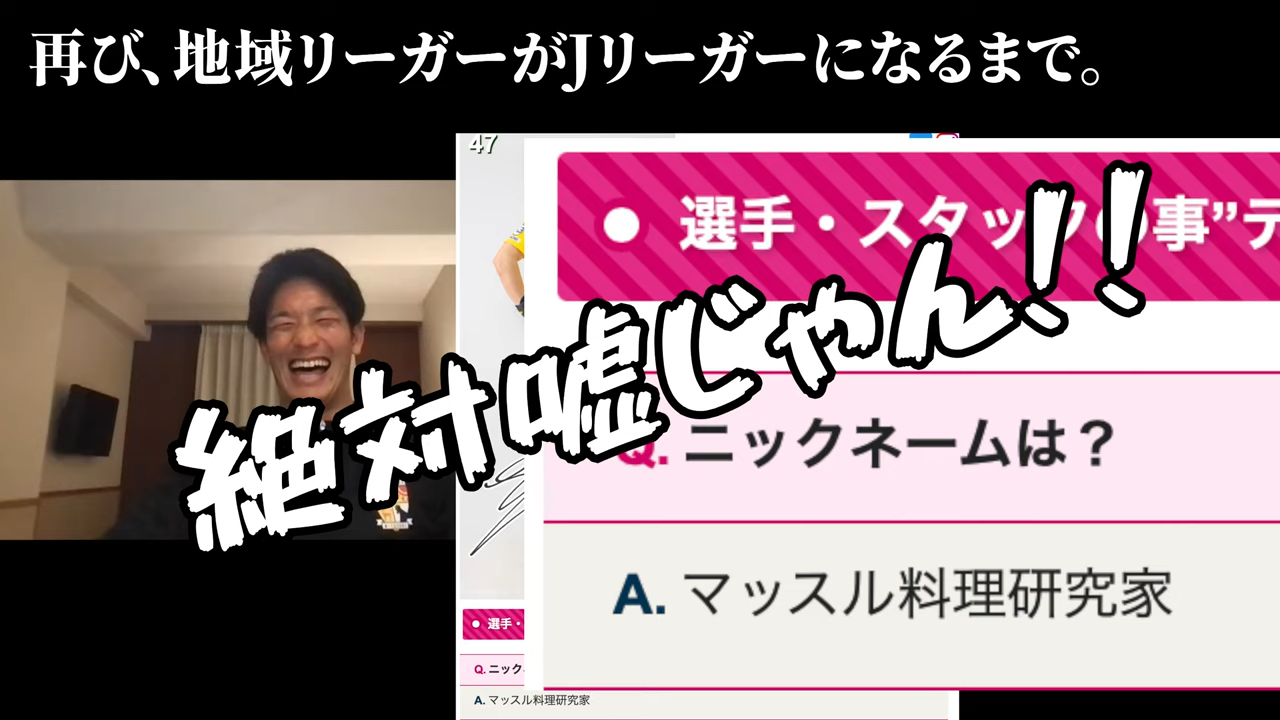 再び、地域リーガーがJリーガーになるまで。
47
● 選手・スタッフの事”デ
絶対嘘じゃん!!
Q. ニックネームは？
A. マッスル料理研究家
● 選手・
Q. ニック
A. マッスル料理研究家